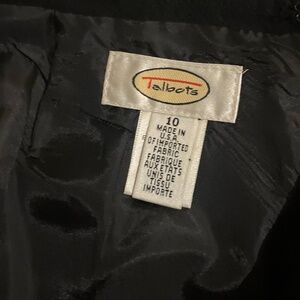 Talbots
10
MADE IN
U.S.A.
OF IMPORTED
FABRIC
FABRIQUE
AUX ETATS
UNIS DE
TISSU
IMPORTE